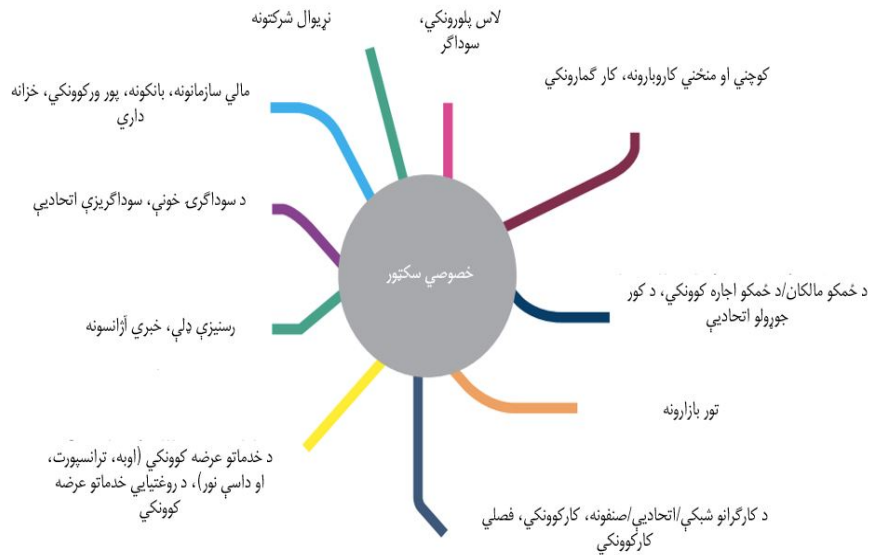 نړیوال شرکتونه
لاس پلورونکي،
سوداګر
کوچني او منځني کاروبارونه، کار ګمارونکي
مالي سازمانونه، بانکونه، پور ورکوونکي، خزانه
داري
د سوداګرۍ خونې، سوداګریزې اتحادیې
خصوصي سکټور
د ځمکو مالکان/د ځمکو اجاره کوونکي، د کور
جوړولو اتحادیې
رسنیزې ډلې، خبري آژانسونه
تور بازارونه
د خدماتو عرضه کوونکي (اوبه، ترانسپورت،
او داسې نور)، د روغتیایي خدماتو عرضه
کوونکي
د کارګرانو شبکې/اتحادیې/صنفونه، کارکوونکي، فصلي
کارکوونکي